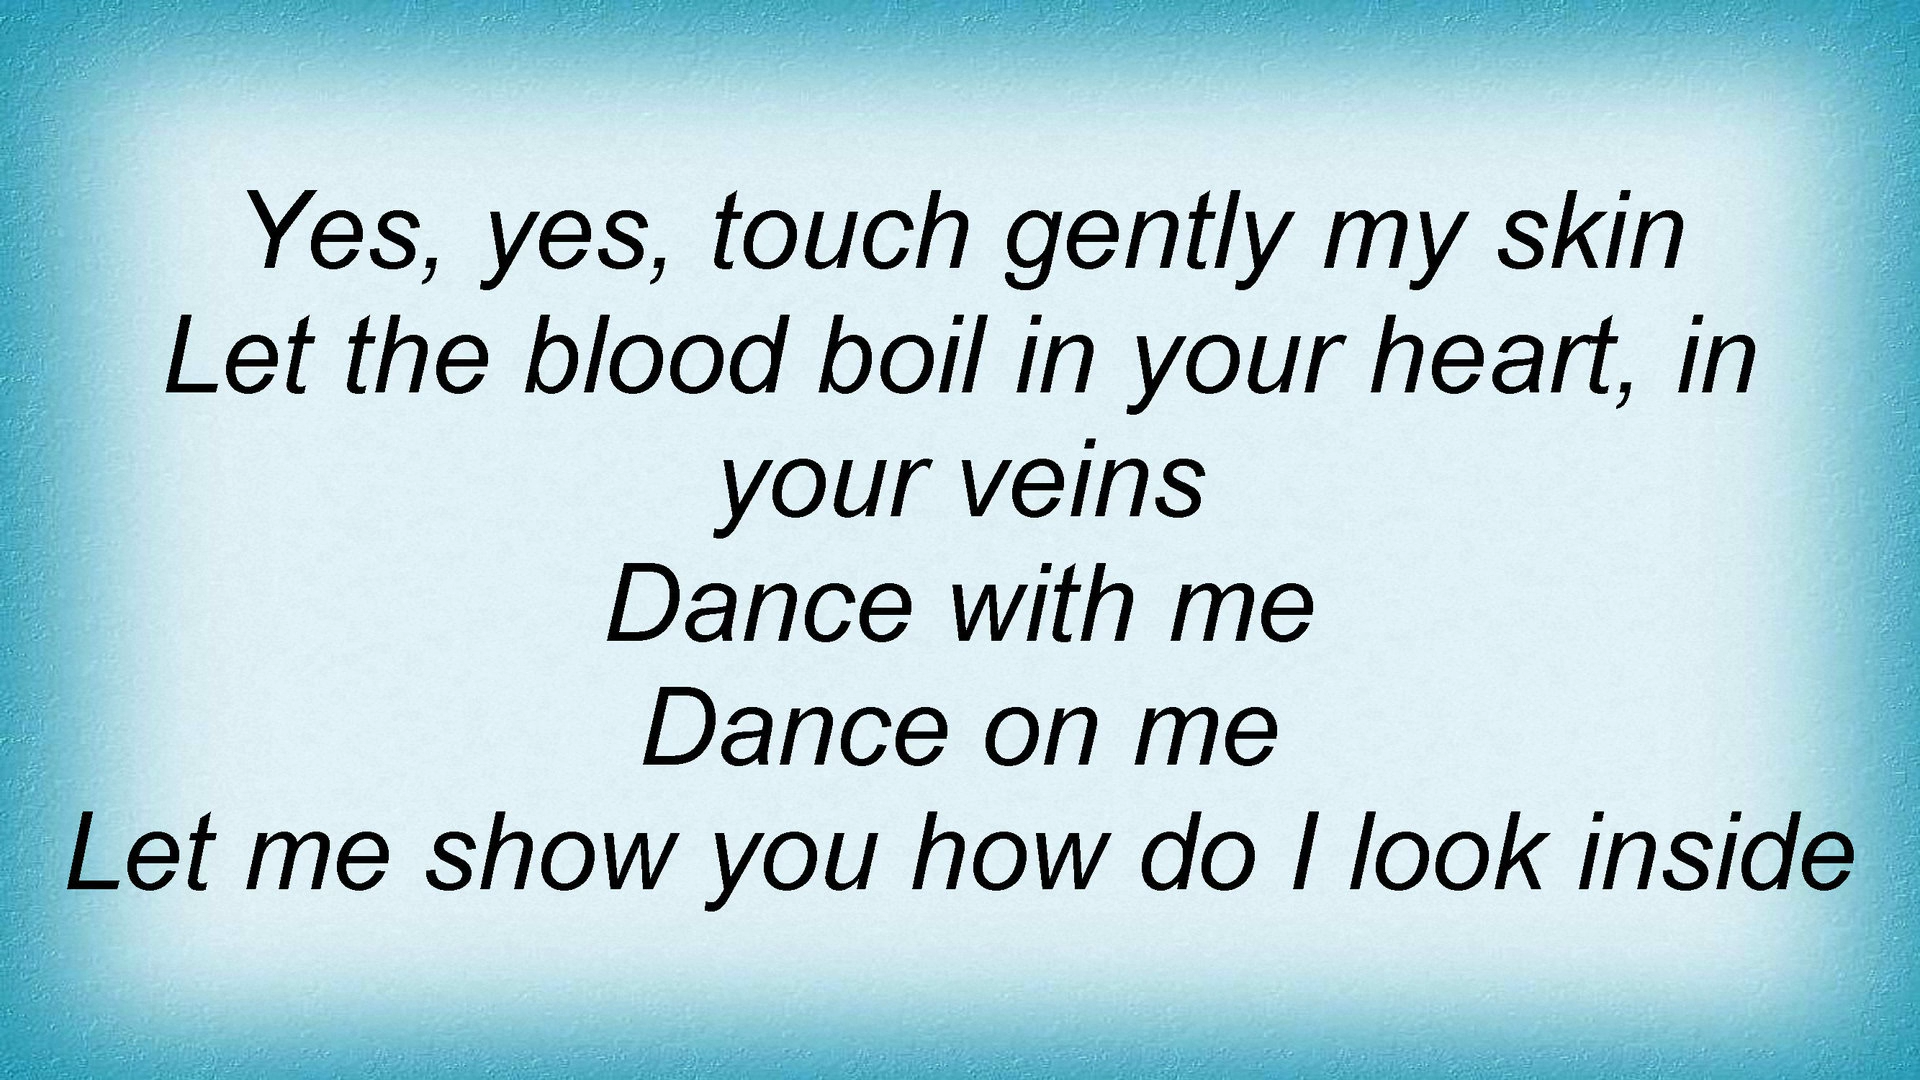 Yes, yes, touch gently my skin
Let the blood boil in your heart, in
your veins
Dance with me
Dance on me
Let me show you how do I look inside